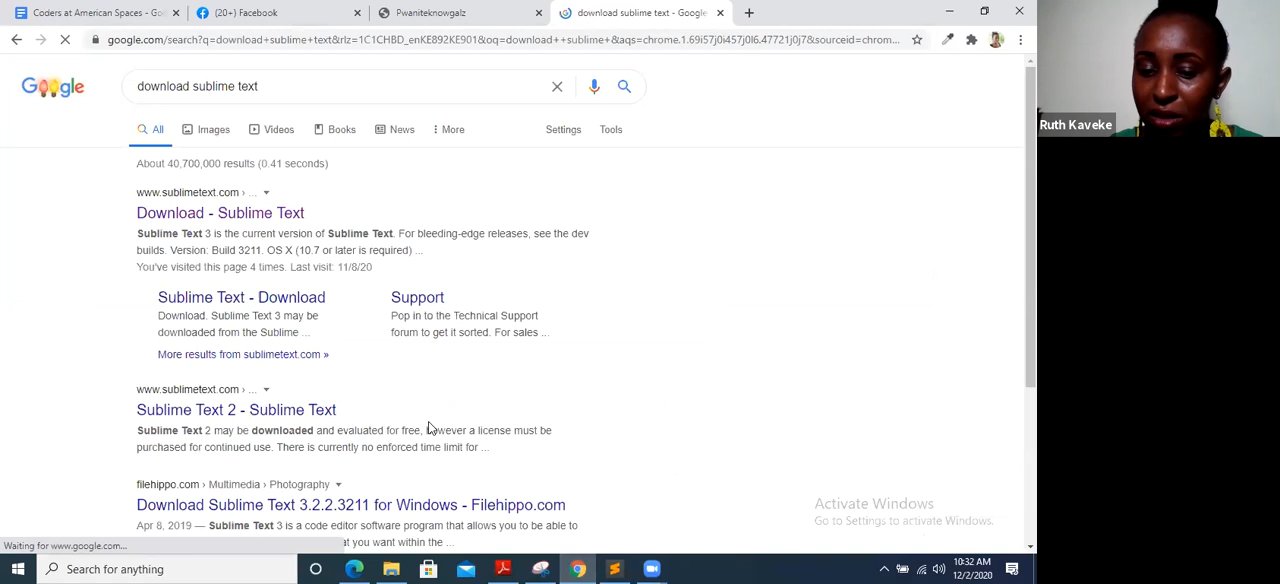 Coders at American Spaces - Go
(20+) Facebook
Pwaniteknowgalz
download sublime text - Google
google.com/search?q=download+sublime+text&rlz=1C1CHBD_enKE892KE901&oq=download++sublime+&aqs=chrome.1.69i57j0i457j0l6.47721j0j7&sourceid=chrom...
Ruth Kaveke
Google
download sublime text
All
Images
Videos
Books
News
More
Settings
Tools
About 40,700,000 results (0.41 seconds)
www.sublimetext.com › ...
Download - Sublime Text
Sublime Text 3 is the current version of Sublime Text. For bleeding-edge releases, see the dev
builds. Version: Build 3211. OS X (10.7 or later is required) ...
You've visited this page 4 times. Last visit: 11/8/20
Sublime Text - Download
Download. Sublime Text 3 may be
downloaded from the Sublime ...
Support
Pop in to the Technical Support
forum to get it sorted. For sales ...
More results from sublimetext.com »
www.sublimetext.com › ...
Sublime Text 2 - Sublime Text
Sublime Text 2 may be downloaded and evaluated for free, however a license must be
purchased for continued use. There is currently no enforced time limit for ...
filehippo.com › Multimedia › Photography
Download Sublime Text 3.2.2.3211 for Windows - Filehippo.com
Apr 8, 2019 — Sublime Text 3 is a code editor software program that allows you to be able to
at you want within the ...
Activate Windows
Go to Settings to activate Windows.
Waiting for www.google.com...
Search for anything
10:32 AM
12/2/2020